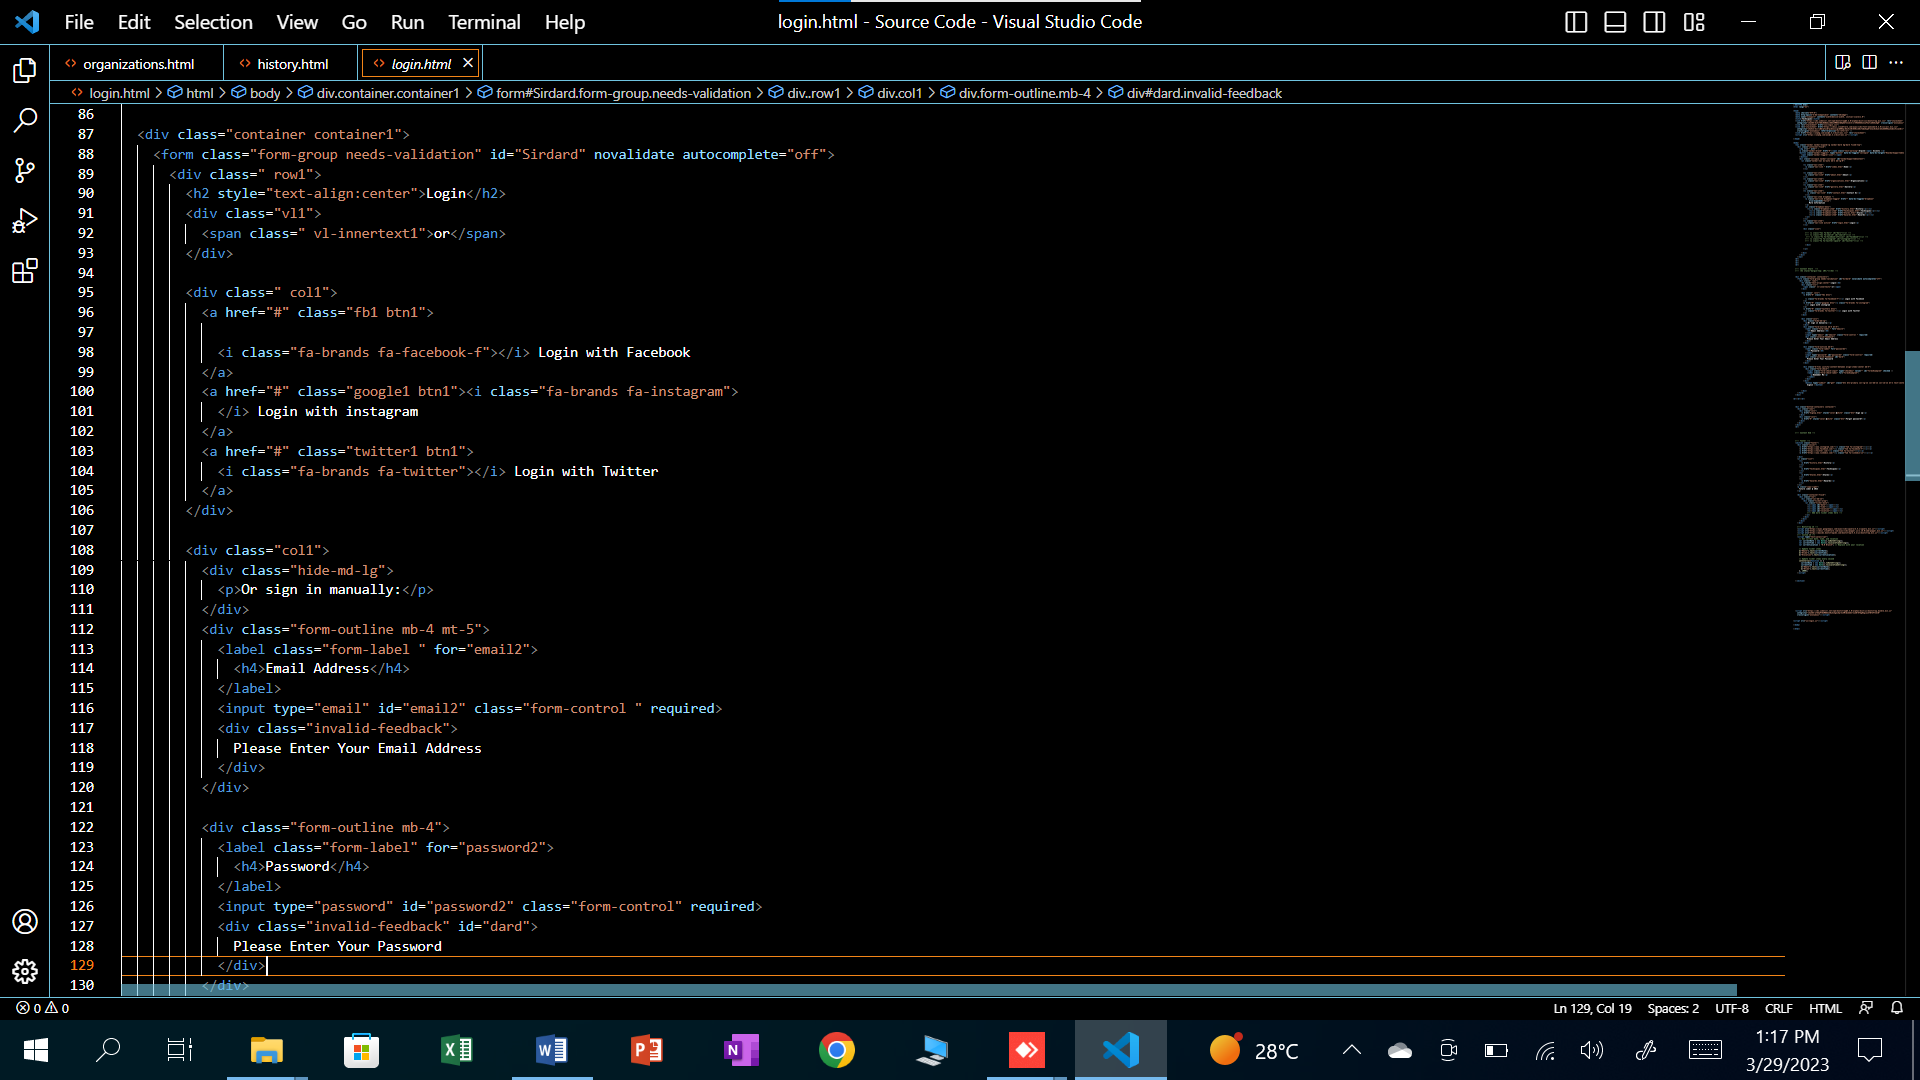 File Edit Selection View Go Run Terminal Help login.html - Source Code - Visual Studio Code
organizations.html history.html login.html
login.html > html > body > div.container.container1 > form#Sirdard.form-group.needs-validation > div..row1 > div.col1 > div.form-outline.mb-4 > div#dard.invalid-feedback
86
87 <div class="container container1">
88 <form class="form-group needs-validation" id="Sirdard" novalidate autocomplete="off">
89 <div class=" row1">
90 <h2 style="text-align:center">Login</h2>
91 <div class="vl1">
92 <span class=" vl-innertext1">or</span>
93 </div>
94
95 <div class=" col1">
96 <a href="#" class="fb1 btn1">
97
98 <i class="fa-brands fa-facebook-f"></i> Login with Facebook
99 </a>
100 <a href="#" class="google1 btn1"><i class="fa-brands fa-instagram">
101 </i> Login with instagram
102 </a>
103 <a href="#" class="twitter1 btn1">
104 <i class="fa-brands fa-twitter"></i> Login with Twitter
105 </a>
106 </div>
107
108 <div class="col1">
109 <div class="hide-md-lg">
110 <p>Or sign in manually:</p>
111 </div>
112 <div class="form-outline mb-4 mt-5">
113 <label class="form-label " for="email2">
114 <h4>Email Address</h4>
115 </label>
116 <input type="email" id="email2" class="form-control " required>
117 <div class="invalid-feedback">
118 Please Enter Your Email Address
119 </div>
120 </div>
121
122 <div class="form-outline mb-4">
123 <label class="form-label" for="password2">
124 <h4>Password</h4>
125 </label>
126 <input type="password" id="password2" class="form-control" required>
127 <div class="invalid-feedback" id="dard">
128 Please Enter Your Password
129 </div>
130 </div>
0 0 Ln 129, Col 19 Spaces: 2 UTF-8 CRLF HTML
28°C 1:17 PM
3/29/2023